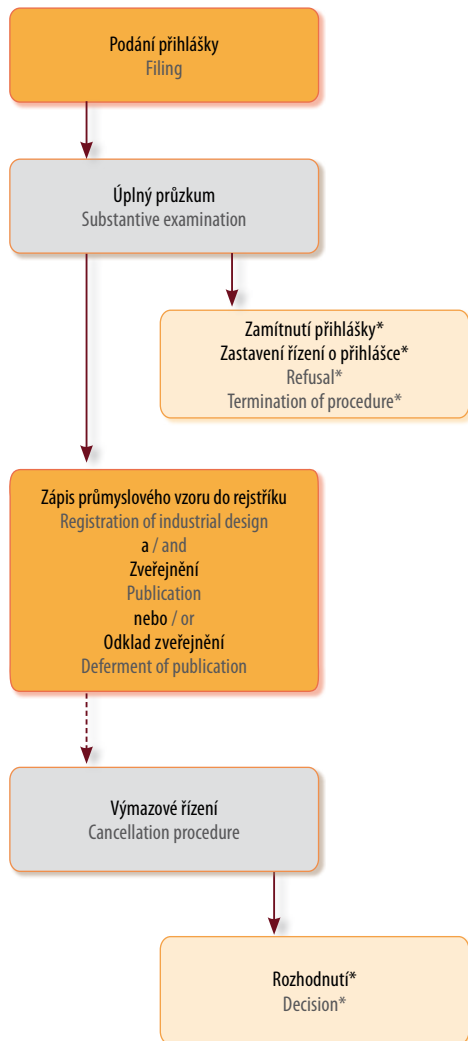 Podání přihlášky
Filing
Úplný průzkum
Substantive examination
Zamítnutí přihlášky*
Zastavení řízení o přihlášce*
Refusal*
Termination of procedure*
Zápis průmyslového vzoru do rejstříku
Registration of industrial design
a / and
Zveřejnění
Publication
nebo / or
Odklad zveřejnění
Deferment of publication
Výmazové řízení
Cancellation procedure
Rozhodnutí*
Decision*